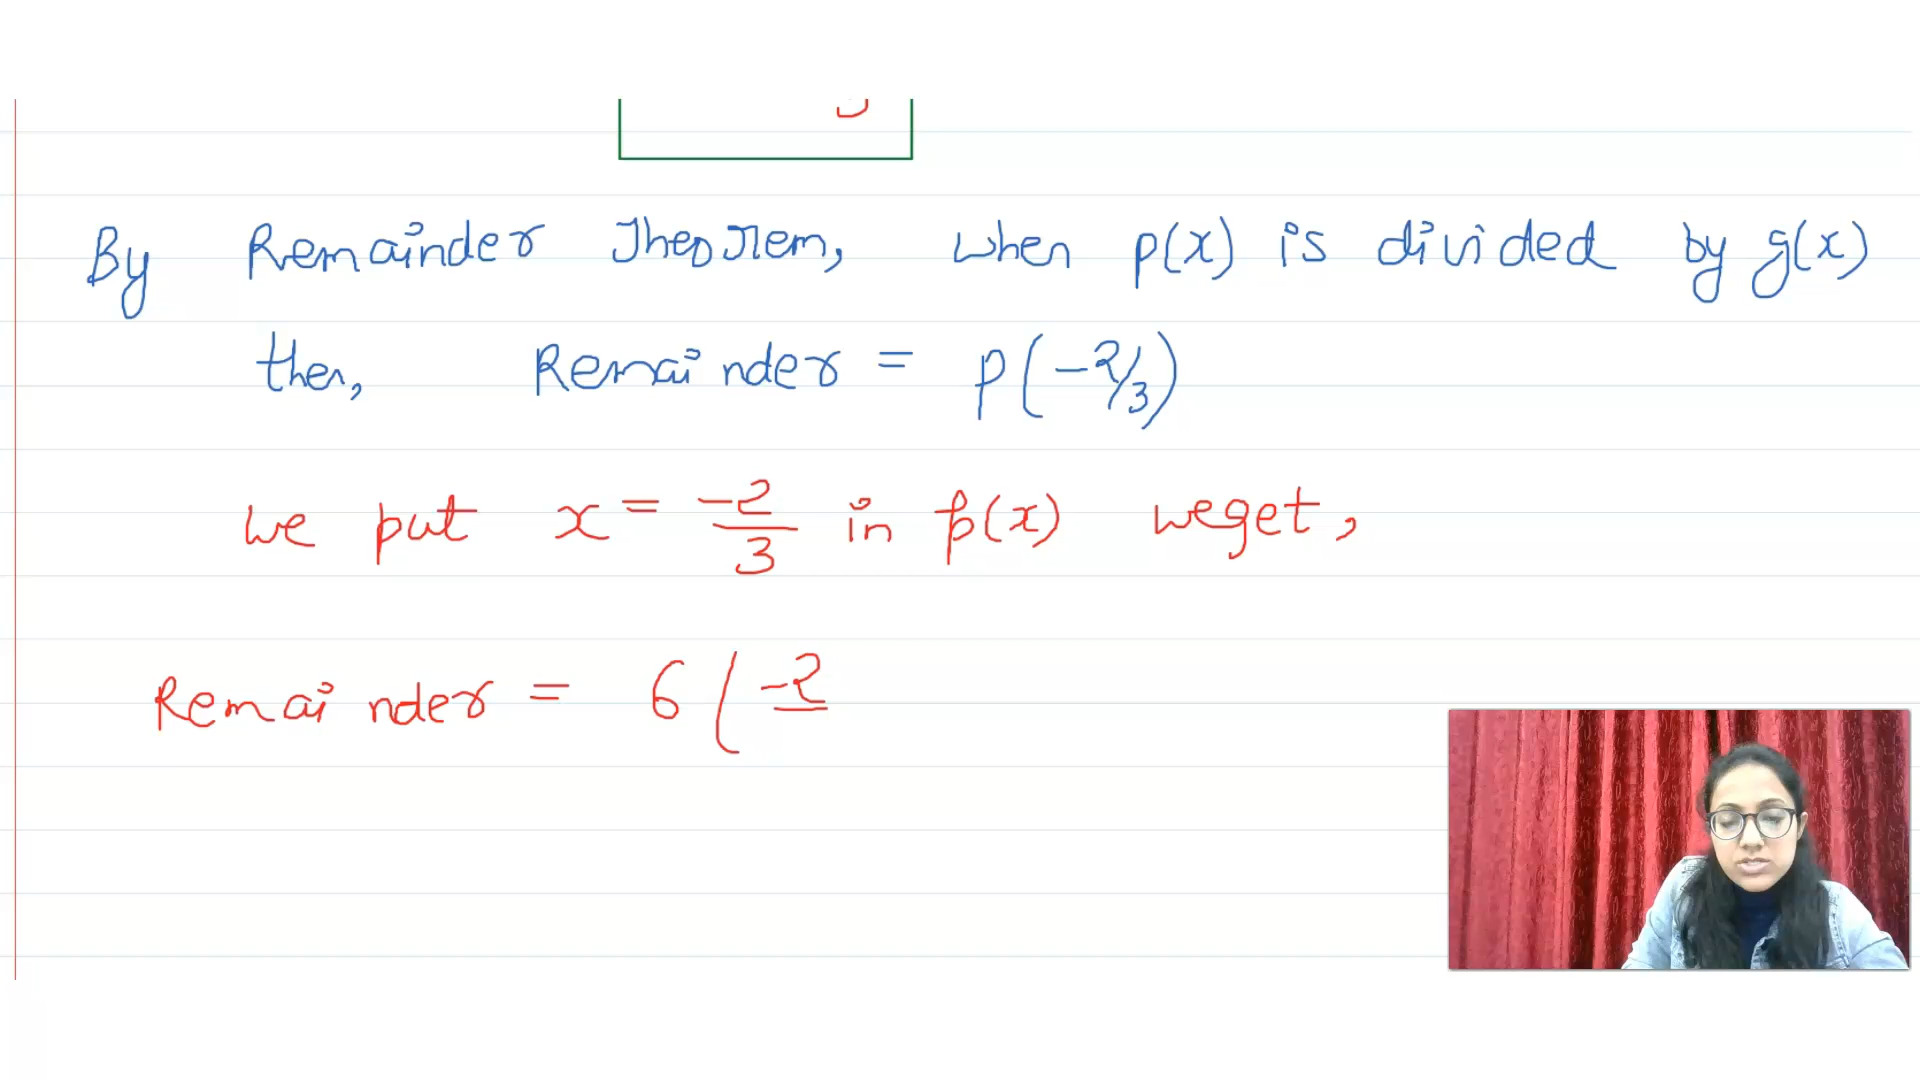 By Remainder Theorem, when p(x) is divided by g(x)
then, Remainder = p(-2/3)
we put x = -2/3 in p(x) we get,
Remainder = 6(-2